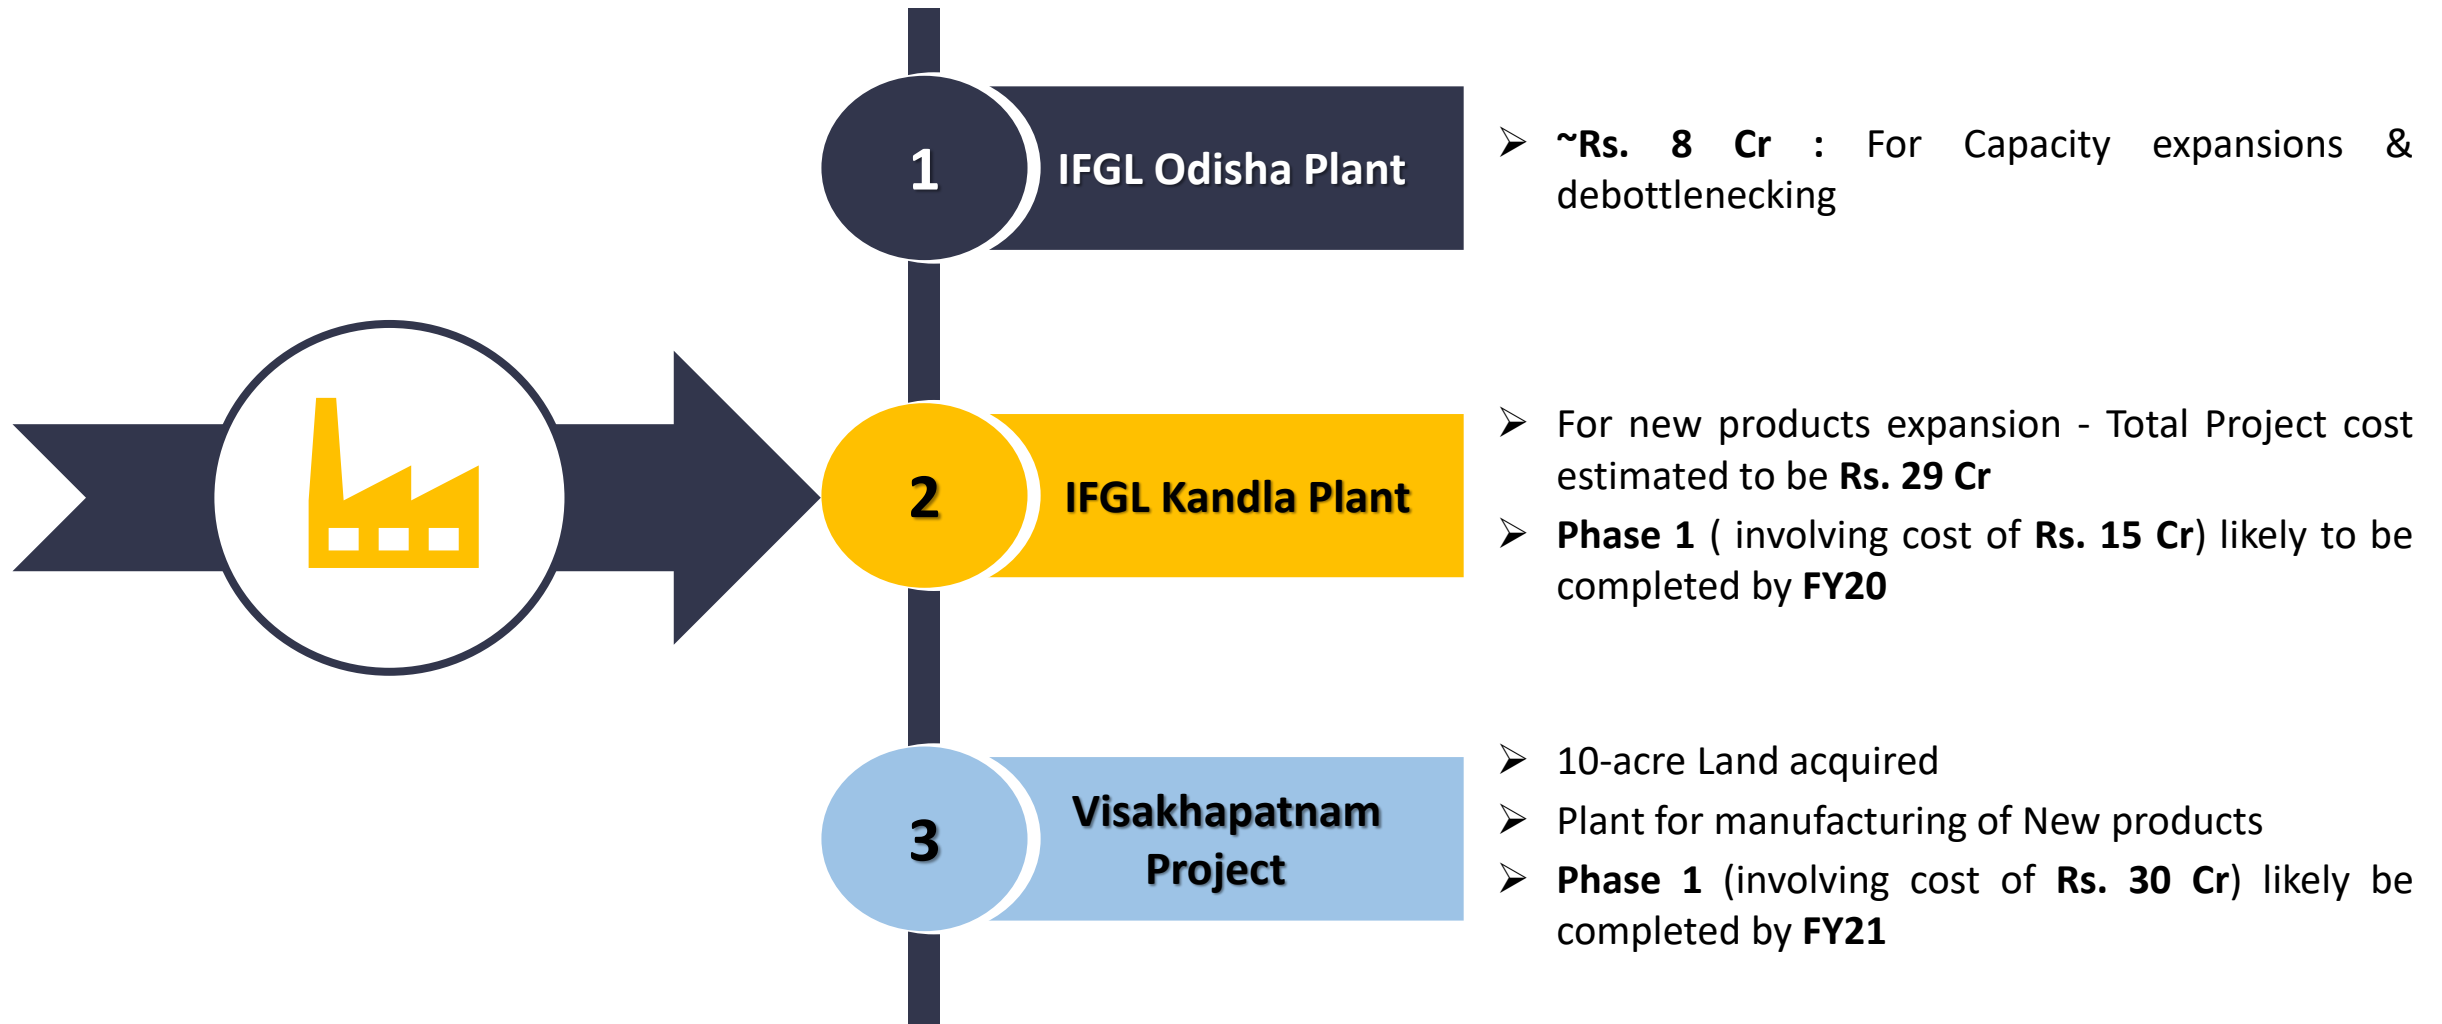 1
IFGL Odisha Plant
➢ ~Rs. 8 Cr : For Capacity expansions &
debottlenecking
2
IFGL Kandla Plant
➢ For new products expansion - Total Project cost
estimated to be Rs. 29 Cr
➢ Phase 1 ( involving cost of Rs. 15 Cr) likely to be
completed by FY20
3
Visakhapatnam
Project
➢ 10-acre Land acquired
➢ Plant for manufacturing of New products
➢ Phase 1 (involving cost of Rs. 30 Cr) likely be
completed by FY21